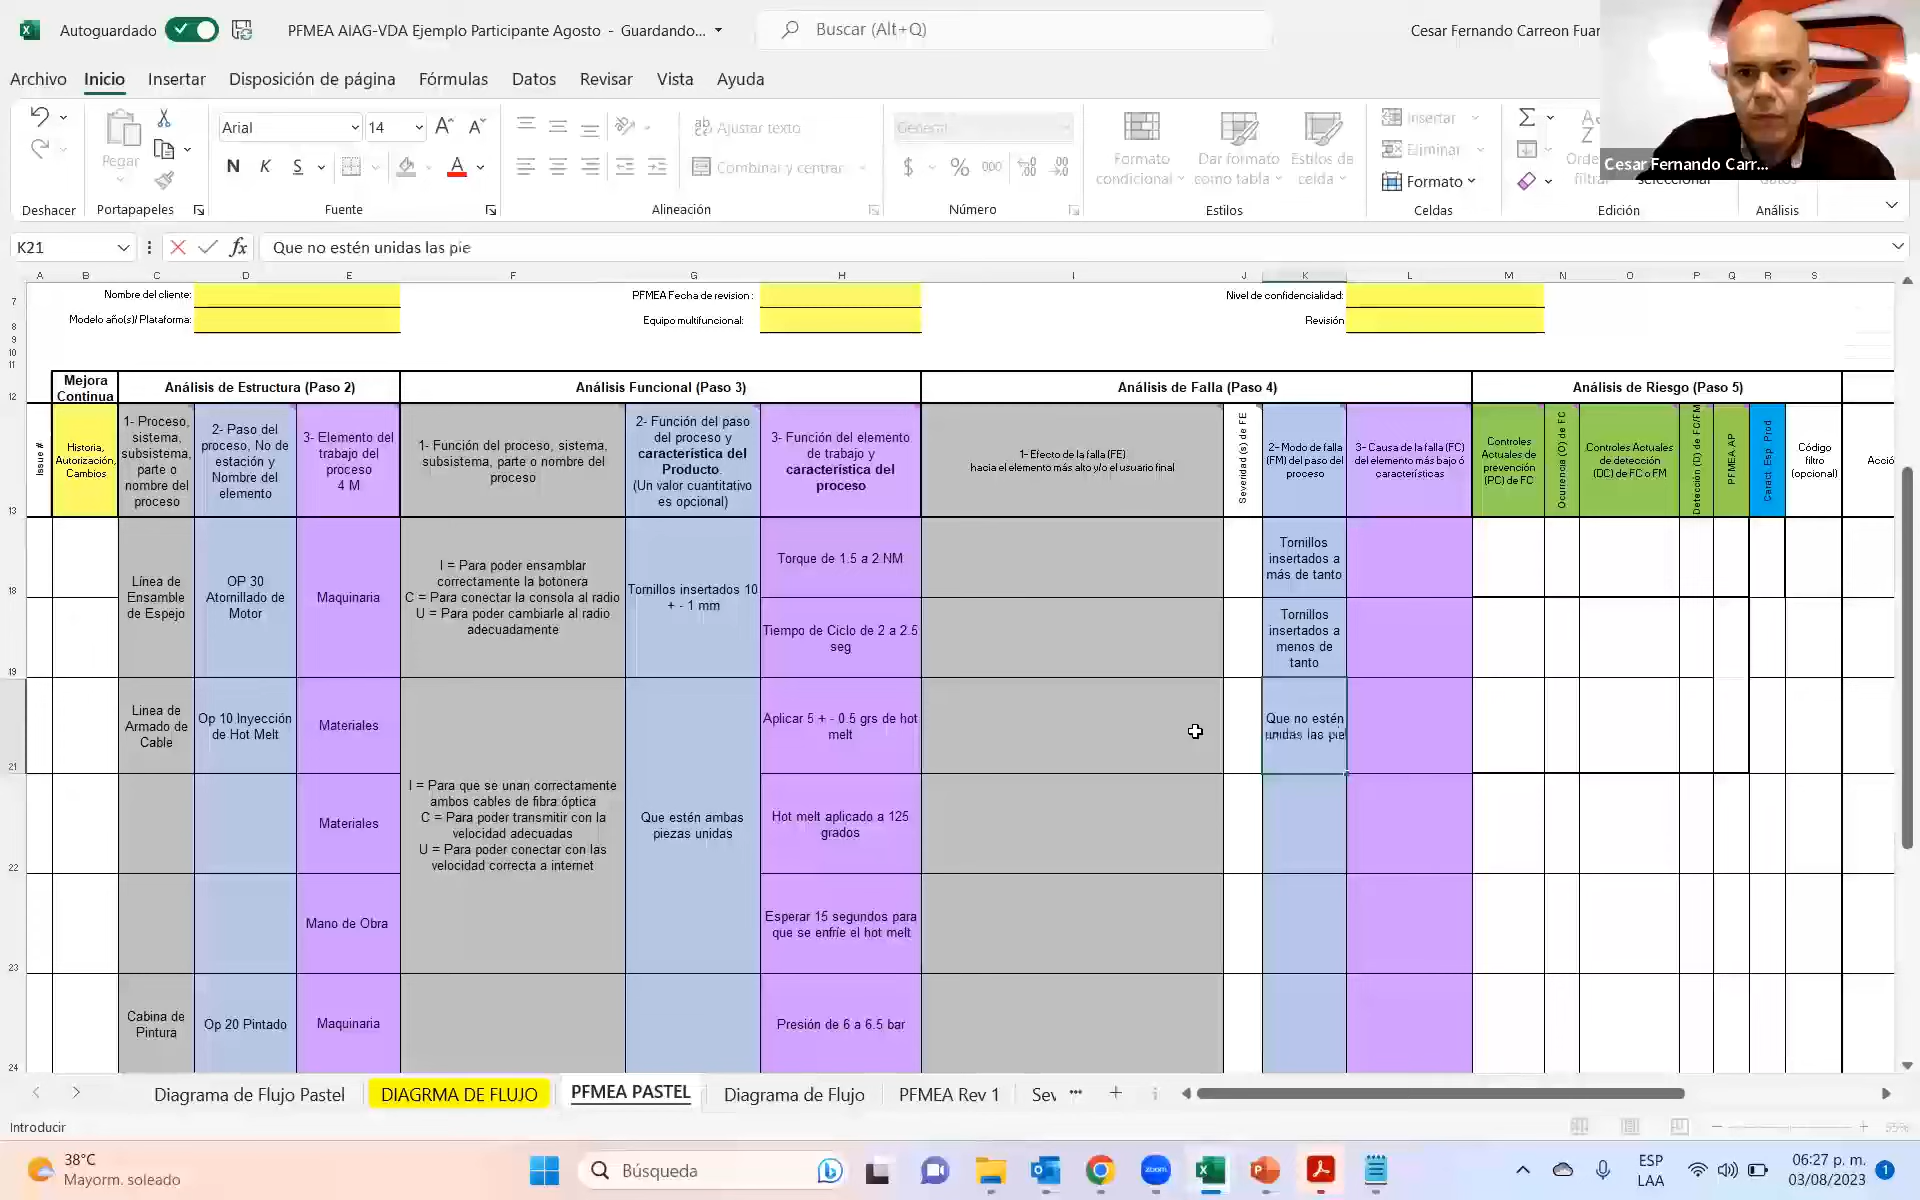 Autoguardado
PFMEA AIAG-VDA Ejemplo Participante Agosto - Guardando...
Buscar (Alt+Q)
Cesar Fernando Carreon Fuar
Archivo Inicio Insertar Disposición de página Fórmulas Datos Revisar Vista Ayuda
Pegar
Arial 14
N K S
Ajustar texto
Combinar y centrar
General
$ % 000
Formato condicional
Dar formato como tabla
Estilos de celda
Insertar
Eliminar
Formato
Cesar Fernando Carr...
Deshacer Portapapeles Fuente Alineación Número Estilos Celdas Edición Análisis
K21
fx Que no estén unidas las pie
A B C D E F G H I J K L M N O P Q R S
7 Nombre del cliente: PFMEA Fecha de revision: Nivel de confidencialidad:
8 Modelo año(s)/ Plataforma: Equipo multifuncional: Revisión
9
10
11
12 Mejora Continua
Análisis de Estructura (Paso 2)
Análisis Funcional (Paso 3)
Análisis de Falla (Paso 4)
Análisis de Riesgo (Paso 5)
13
Issue #
Historia, Autorización, Cambios
1- Proceso, sistema, subsistema, parte o nombre del proceso
2- Paso del proceso, No de estación y Nombre del elemento
3- Elemento del trabajo del proceso 4 M
1- Función del proceso, sistema, subsistema, parte o nombre del proceso
2- Función del paso del proceso y característica del Producto. (Un valor cuantitativo es opcional)
3- Función del elemento de trabajo y característica del proceso
1- Efecto de la falla (FE) hacia el elemento más alto y/o el usuario final
Severidad (s) de FE
2- Modo de falla (FM) del paso del proceso
3- Causa de la falla (FC) del elemento más bajo ó características
Controles Actuales de prevención (PC) de FC
Ocurrencia (O) de FC
Controles Actuales de detección (DC) de FC o FM
Detección (D) de FC/FM
PFMEA AP
Caract. Esp. Prod
Código filtro (opcional)
Acció
18
Línea de Ensamble de Espejo
OP 30 Atornillado de Motor
Maquinaria
I = Para poder ensamblar correctamente la botonera
C = Para conectar la consola al radio
U = Para poder cambiarle al radio adecuadamente
Tornillos insertados 10 + - 1 mm
Torque de 1.5 a 2 NM
Tornillos insertados a más de tanto
19
Tiempo de Ciclo de 2 a 2.5 seg
Tornillos insertados a menos de tanto
21
Linea de Armado de Cable
Op 10 Inyección de Hot Melt
Materiales
Aplicar 5 + - 0.5 grs de hot melt
Que no estén unidas las pie
22
Materiales
I = Para que se unan correctamente ambos cables de fibra óptica
C = Para poder transmitir con la velocidad adecuadas
U = Para poder conectar con las velocidad correcta a internet
Que estén ambas piezas unidas
Hot melt aplicado a 125 grados
23
Mano de Obra
Esperar 15 segundos para que se enfríe el hot melt
24
Cabina de Pintura
Op 20 Pintado
Maquinaria
Presión de 6 a 6.5 bar
Diagrama de Flujo Pastel DIAGRMA DE FLUJO PFMEA PASTEL Diagrama de Flujo PFMEA Rev 1 Sev ...
Introducir
38°C
Mayorm. soleado
Búsqueda
zoom
ESP
LAA
06:27 p. m.
03/08/2023
1